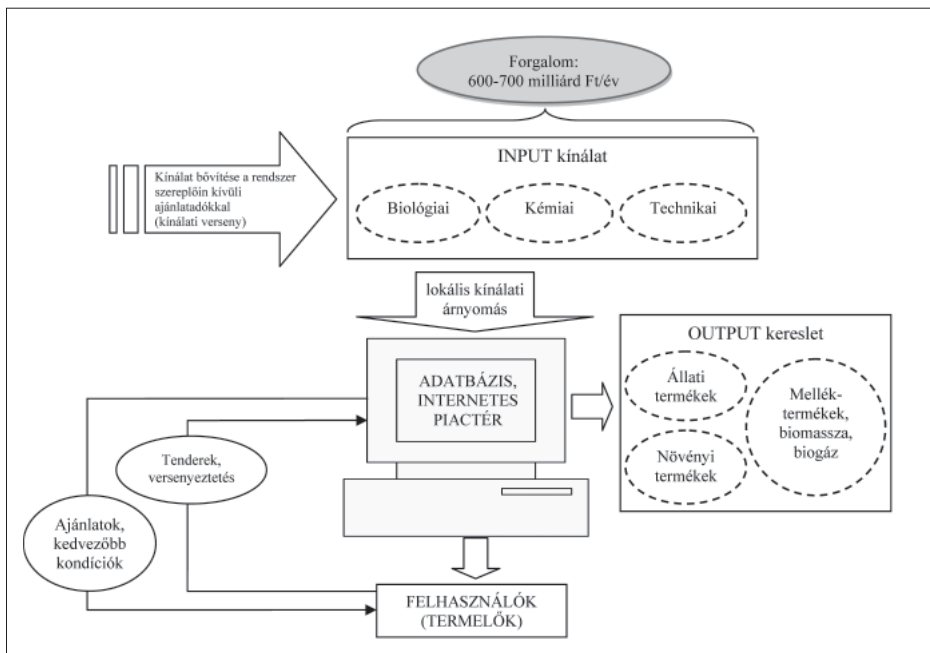 Forgalom:
600-700 milliárd Ft/év
INPUT kínálat
Biológiai
Kémiai
Technikai
Kínálat bővítése a rendszer
szereplőin kívüli
ajánlatadókkal
(kínálati verseny)
lokális kínálati
árnyomás
ADATBÁZIS,
INTERNETES
PIACTÉR
OUTPUT kereslet
Állati
termékek
Növényi
termékek
Mellék-
termékek,
biomassza,
biogáz
Tenderek,
versenyeztetés
Ajánlatok,
kedvezőbb
kondíciók
FELHASZNÁLÓK
(TERMELŐK)